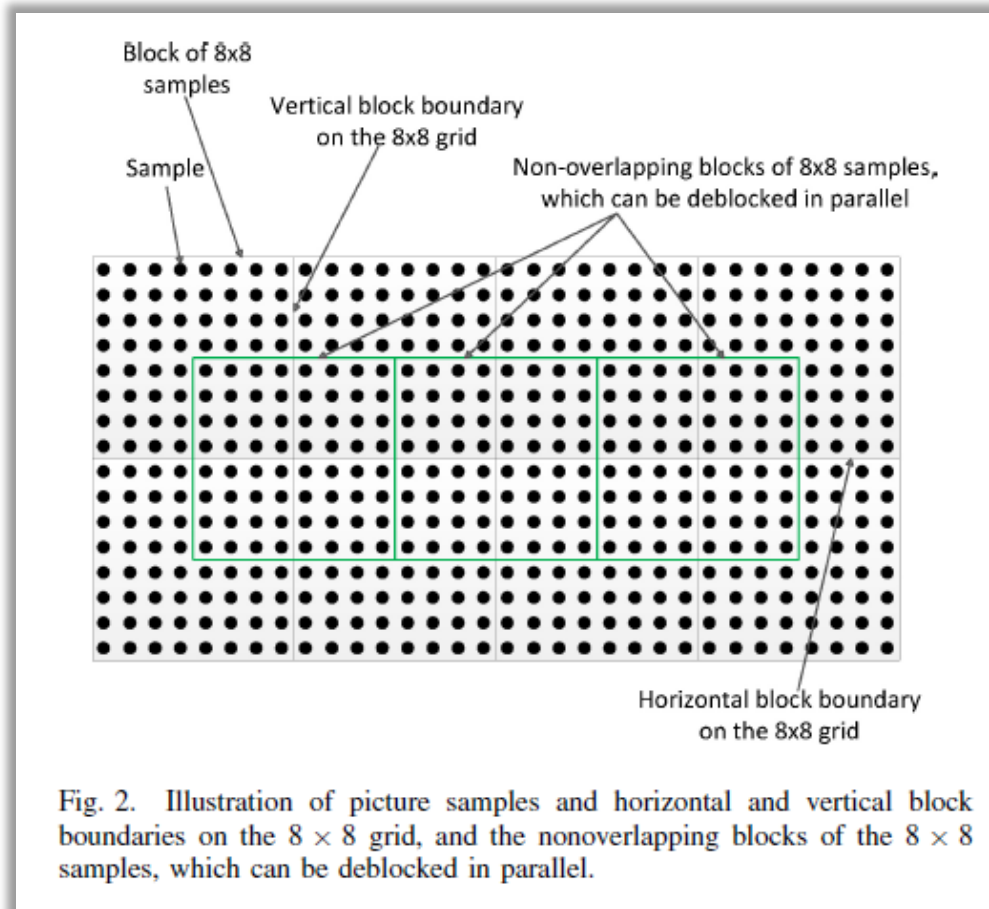 Block of 8x8
samples
Vertical block boundary
on the 8x8 grid
Sample
Non-overlapping blocks of 8x8 samples,
which can be deblocked in parallel
Horizontal block boundary
on the 8x8 grid
Fig. 2. Illustration of picture samples and horizontal and vertical block
boundaries on the 8 × 8 grid, and the nonoverlapping blocks of the 8 × 8
samples, which can be deblocked in parallel.